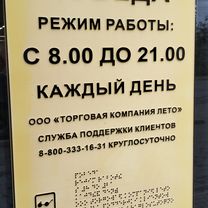 РЕЖИМ РАБОТЫ:
С 8.00 ДО 21.00
КАЖДЫЙ ДЕНЬ
ООО «ТОРГОВАЯ КОМПАНИЯ ЛЕТО»
СЛУЖБА ПОДДЕРЖКИ КЛИЕНТОВ
8-800-333-16-31 КРУГЛОСУТОЧНО